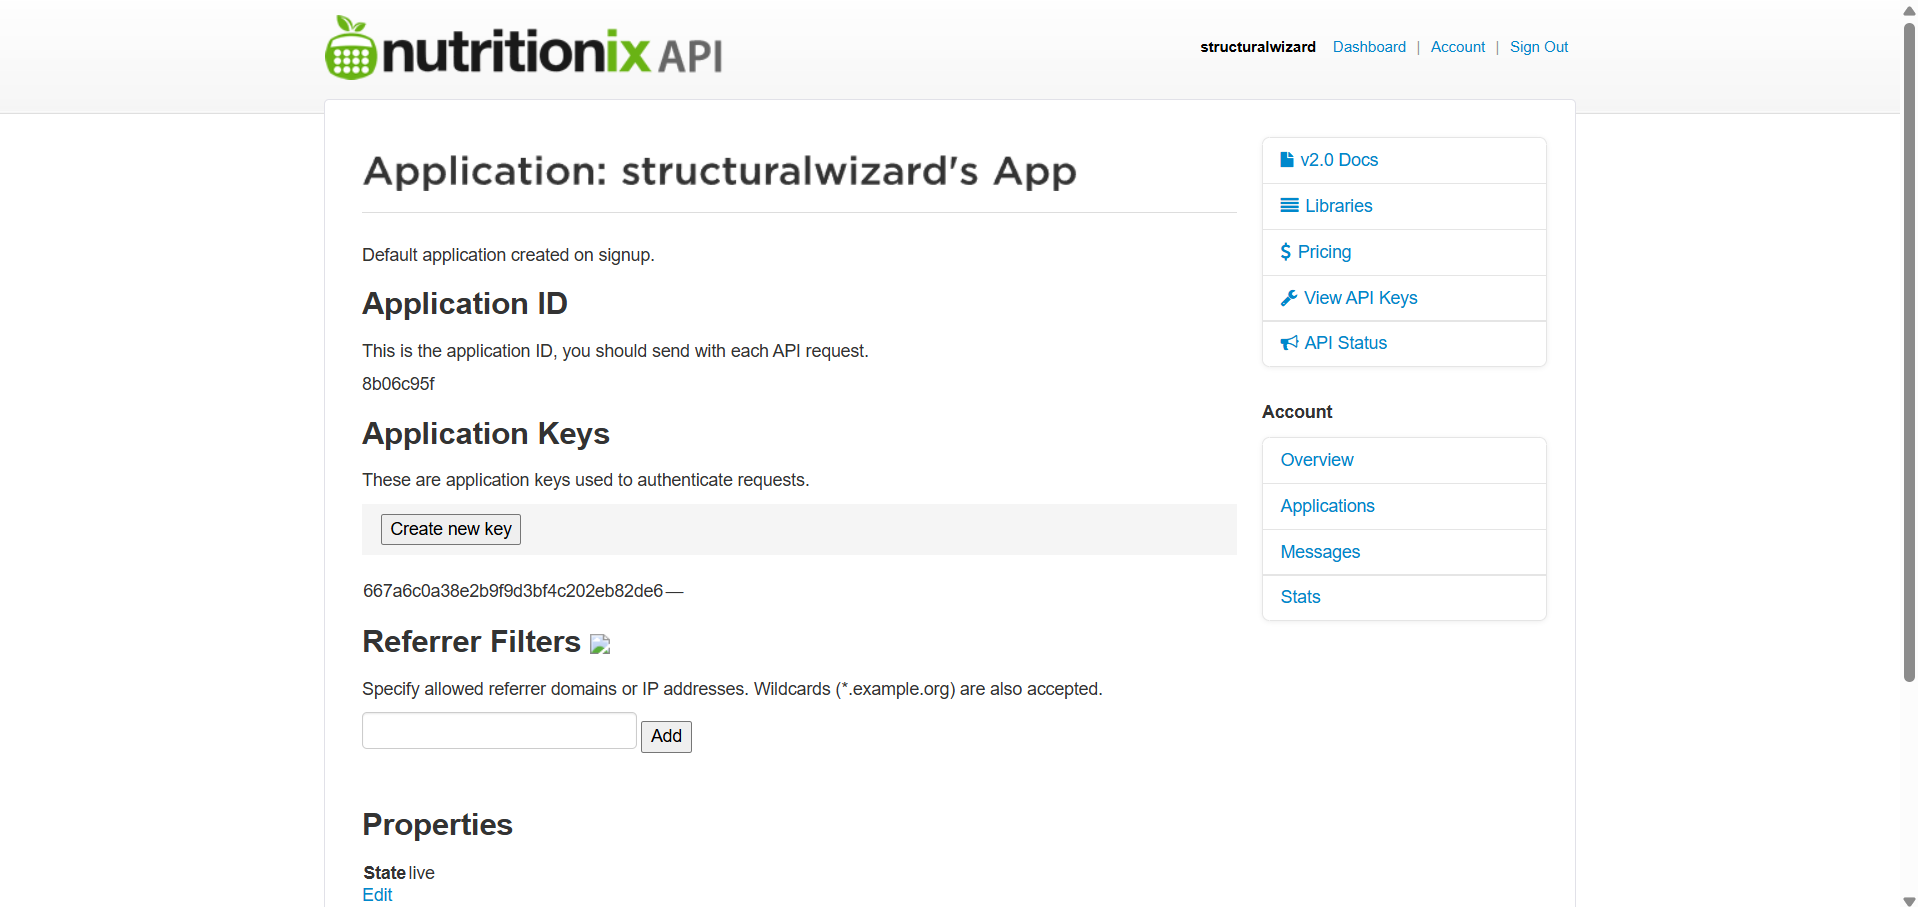 nutritionix API
structuralwizard Dashboard | Account | Sign Out
Application: structuralwizard's App
Default application created on signup.
Application ID
This is the application ID, you should send with each API request.
8b06c95f
Application Keys
These are application keys used to authenticate requests.
Create new key
667a6c0a38e2b9f9d3bf4c202eb82de6 —
Referrer Filters
Specify allowed referrer domains or IP addresses. Wildcards (*.example.org) are also accepted.
Add
Properties
State live
Edit
v2.0 Docs
Libraries
Pricing
View API Keys
API Status
Account
Overview
Applications
Messages
Stats